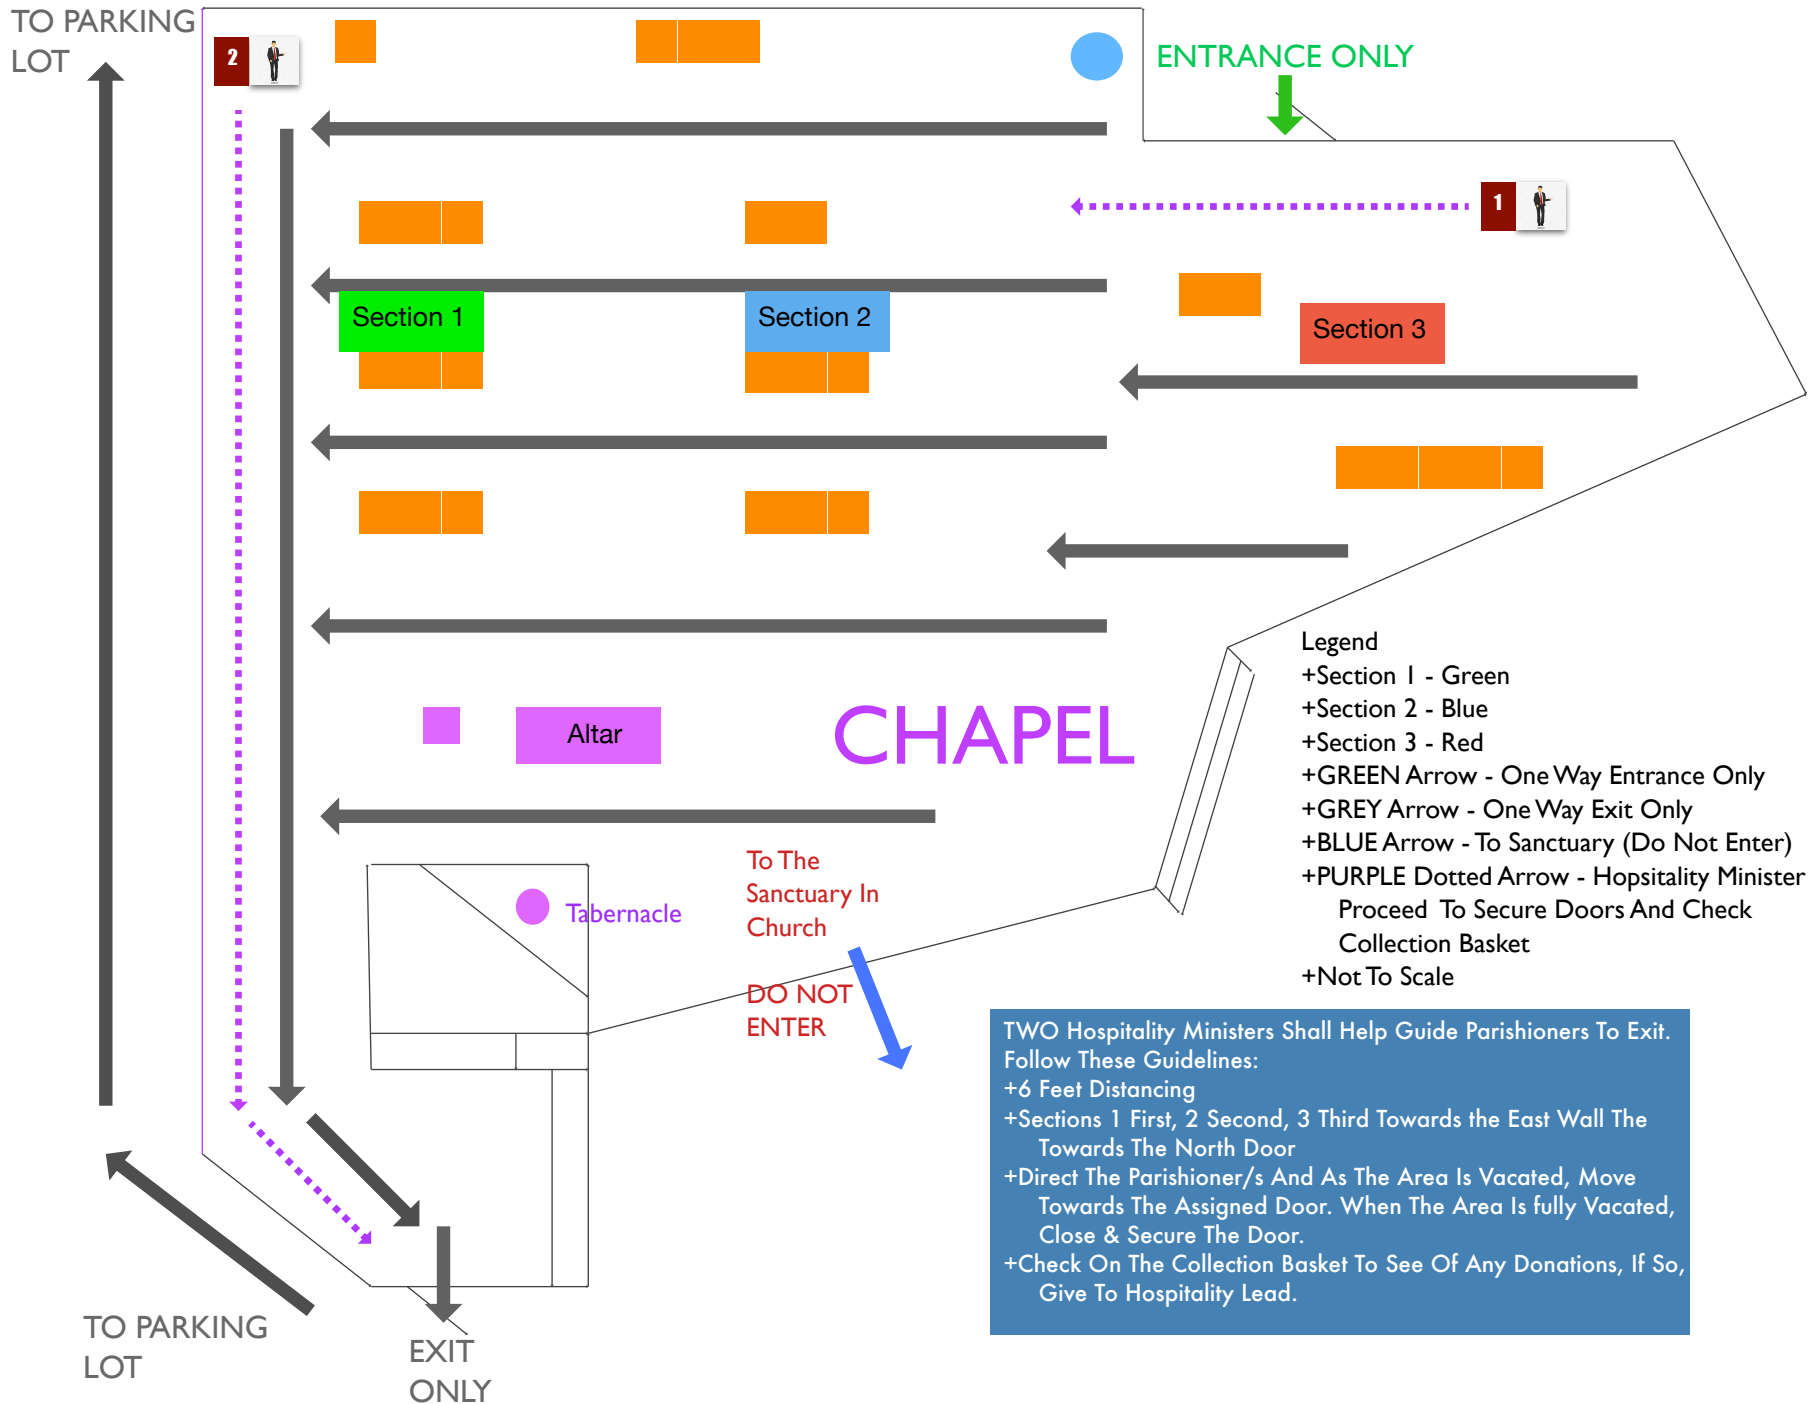 TO PARKING
LOT
2
ENTRANCE ONLY
1
Section 1
Section 2
Section 3
Altar
CHAPEL
Tabernacle
To The
Sanctuary In
Church
DO NOT
ENTER
Legend
+Section 1 - Green
+Section 2 - Blue
+Section 3 - Red
+GREEN Arrow - One Way Entrance Only
+GREY Arrow - One Way Exit Only
+BLUE Arrow - To Sanctuary (Do Not Enter)
+PURPLE Dotted Arrow - Hopsitality Minister
Proceed To Secure Doors And Check
Collection Basket
+Not To Scale
TWO Hospitality Ministers Shall Help Guide Parishioners To Exit.
Follow These Guidelines:
+6 Feet Distancing
+Sections 1 First, 2 Second, 3 Third Towards the East Wall The
Towards The North Door
+Direct The Parishioner/s And As The Area Is Vacated, Move
Towards The Assigned Door. When The Area Is fully Vacated,
Close & Secure The Door.
+Check On The Collection Basket To See Of Any Donations, If So,
Give To Hospitality Lead.
TO PARKING
LOT
EXIT
ONLY